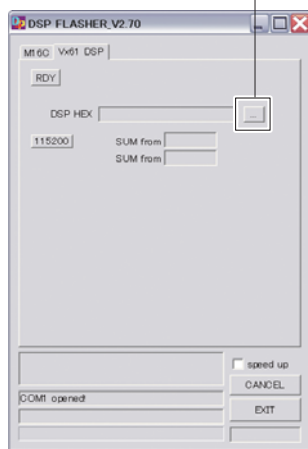 DSP FLASHER_V2.70
M16C Vx61 DSP
RDY
DSP HEX ...
115200 SUM from
SUM from
speed up
CANCEL
COM1 opened!
EXIT